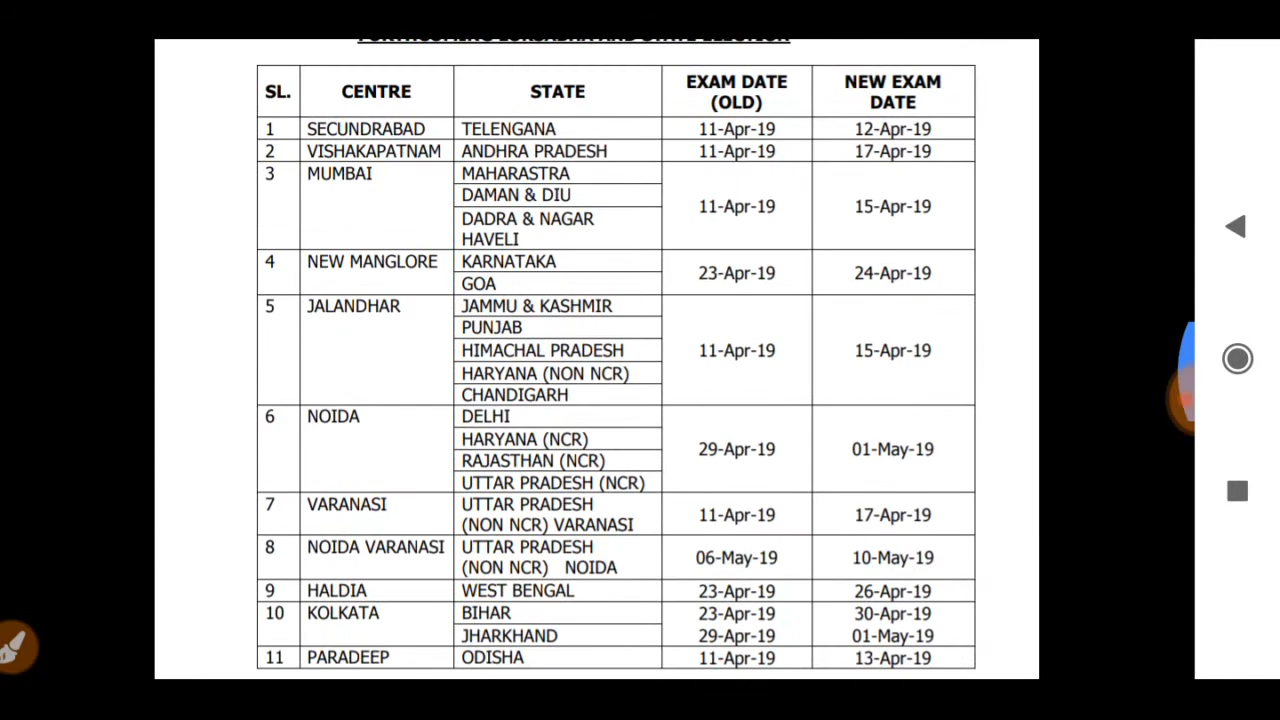 FORTHCOMING LOKSABHA AND STATE ELECTION
SL. CENTRE STATE EXAM DATE (OLD) NEW EXAM DATE
1 SECUNDRABAD TELENGANA 11-Apr-19 12-Apr-19
2 VISHAKAPATNAM ANDHRA PRADESH 11-Apr-19 17-Apr-19
3 MUMBAI MAHARASTRA
DAMAN & DIU
DADRA & NAGAR
HAVELI
11-Apr-19 15-Apr-19
4 NEW MANGLORE KARNATAKA
GOA
23-Apr-19 24-Apr-19
5 JALANDHAR JAMMU & KASHMIR
PUNJAB
HIMACHAL PRADESH
HARYANA (NON NCR)
CHANDIGARH
11-Apr-19 15-Apr-19
6 NOIDA DELHI
HARYANA (NCR)
RAJASTHAN (NCR)
UTTAR PRADESH (NCR)
29-Apr-19 01-May-19
7 VARANASI UTTAR PRADESH
(NON NCR) VARANASI
11-Apr-19 17-Apr-19
8 NOIDA VARANASI UTTAR PRADESH
(NON NCR) NOIDA
06-May-19 10-May-19
9 HALDIA WEST BENGAL 23-Apr-19 26-Apr-19
10 KOLKATA BIHAR 23-Apr-19 30-Apr-19
JHARKHAND 29-Apr-19 01-May-19
11 PARADEEP ODISHA 11-Apr-19 13-Apr-19